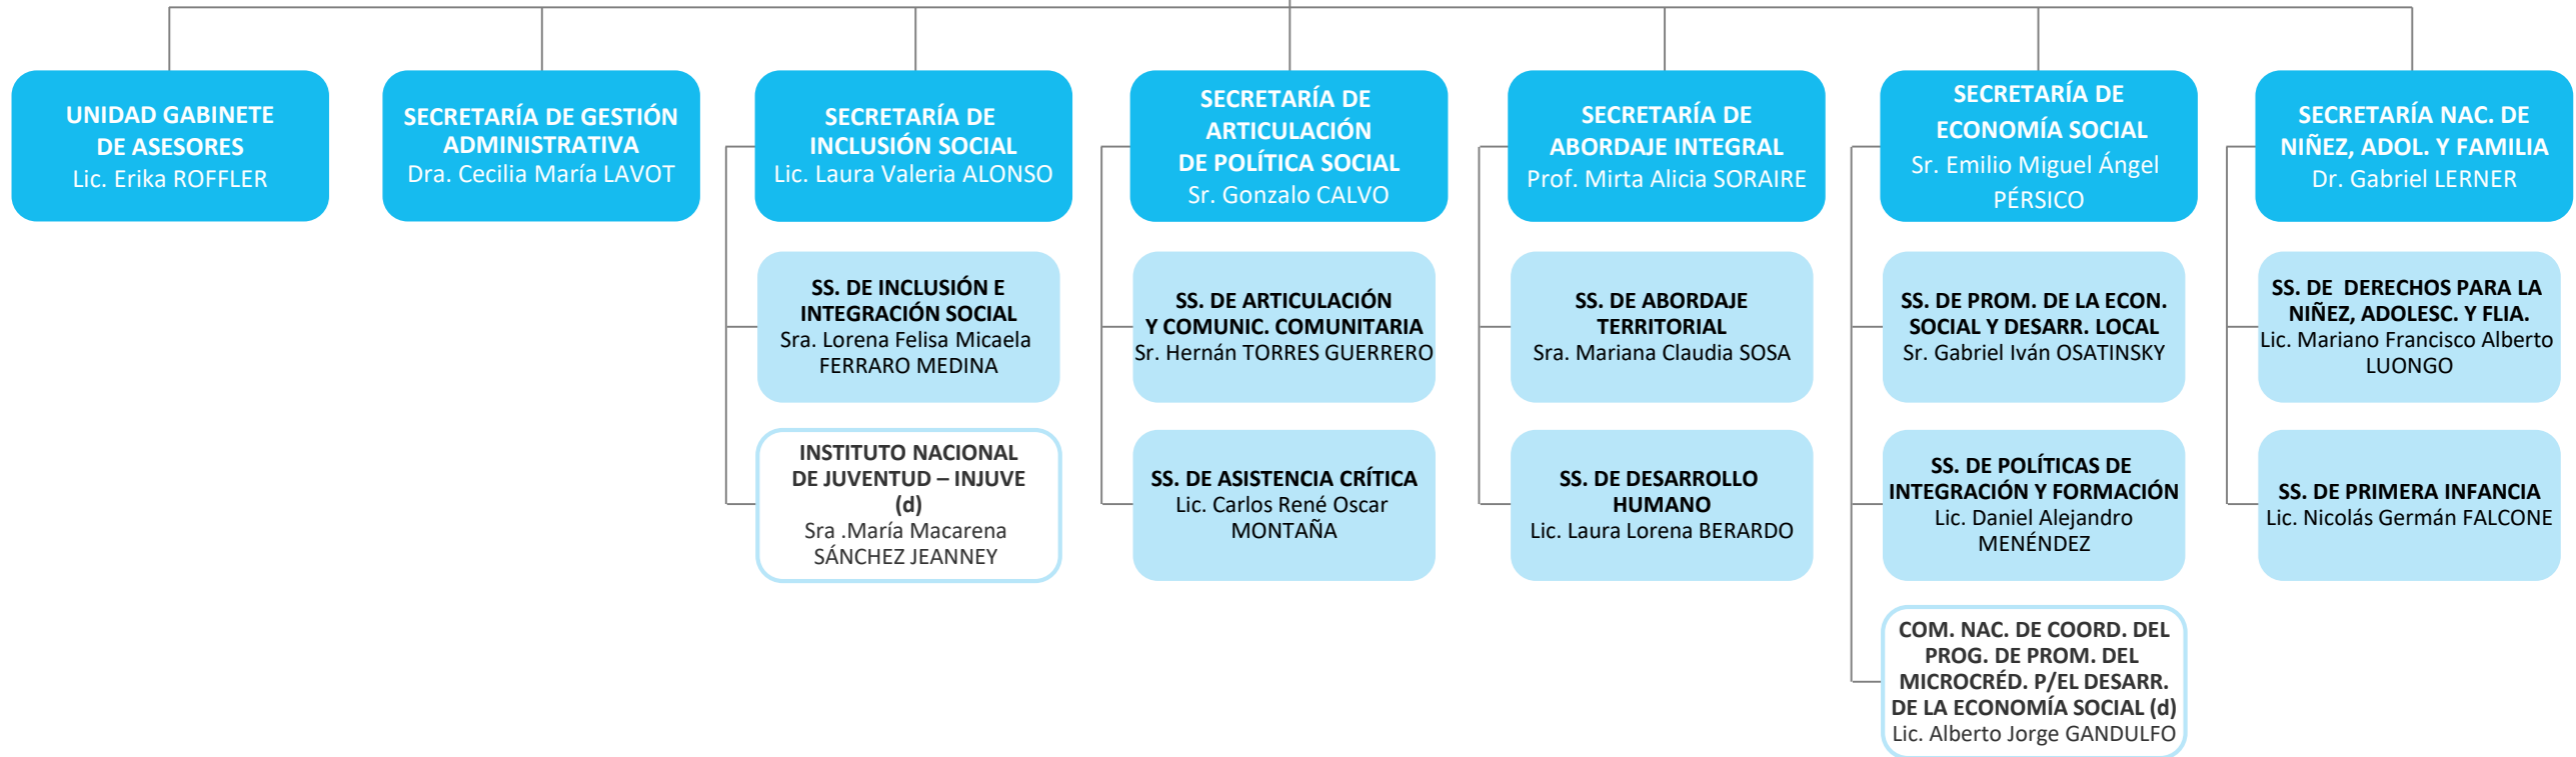 UNIDAD GABINETE
DE ASESORES
Lic. Erika ROFFLER
SECRETARÍA DE GESTIÓN
ADMINISTRATIVA
Dra. Cecilia María LAVOT
SECRETARÍA DE
INCLUSIÓN SOCIAL
Lic. Laura Valeria ALONSO
SS. DE INCLUSIÓN E
INTEGRACIÓN SOCIAL
Sra. Lorena Felisa Micaela
FERRARO MEDINA
INSTITUTO NACIONAL
DE JUVENTUD – INJUVE
(d)
Sra .María Macarena
SÁNCHEZ JEANNEY
SECRETARÍA DE
ARTICULACIÓN
DE POLÍTICA SOCIAL
Sr. Gonzalo CALVO
SS. DE ARTICULACIÓN
Y COMUNIC. COMUNITARIA
Sr. Hernán TORRES GUERRERO
SS. DE ASISTENCIA CRÍTICA
Lic. Carlos René Oscar
MONTAÑA
SECRETARÍA DE
ABORDAJE INTEGRAL
Prof. Mirta Alicia SORAIRE
SS. DE ABORDAJE
TERRITORIAL
Sra. Mariana Claudia SOSA
SS. DE DESARROLLO
HUMANO
Lic. Laura Lorena BERARDO
SECRETARÍA DE
ECONOMÍA SOCIAL
Sr. Emilio Miguel Ángel
PÉRSICO
SS. DE PROM. DE LA ECON.
SOCIAL Y DESARR. LOCAL
Sr. Gabriel Iván OSATINSKY
SS. DE POLÍTICAS DE
INTEGRACIÓN Y FORMACIÓN
Lic. Daniel Alejandro
MENÉNDEZ
COM. NAC. DE COORD. DEL
PROG. DE PROM. DEL
MICROCRÉD. P/EL DESARR.
DE LA ECONOMÍA SOCIAL (d)
Lic. Alberto Jorge GANDULFO
SECRETARÍA NAC. DE
NIÑEZ, ADOL. Y FAMILIA
Dr. Gabriel LERNER
SS. DE DERECHOS PARA LA
NIÑEZ, ADOLESC. Y FLIA.
Lic. Mariano Francisco Alberto
LUONGO
SS. DE PRIMERA INFANCIA
Lic. Nicolás Germán FALCONE